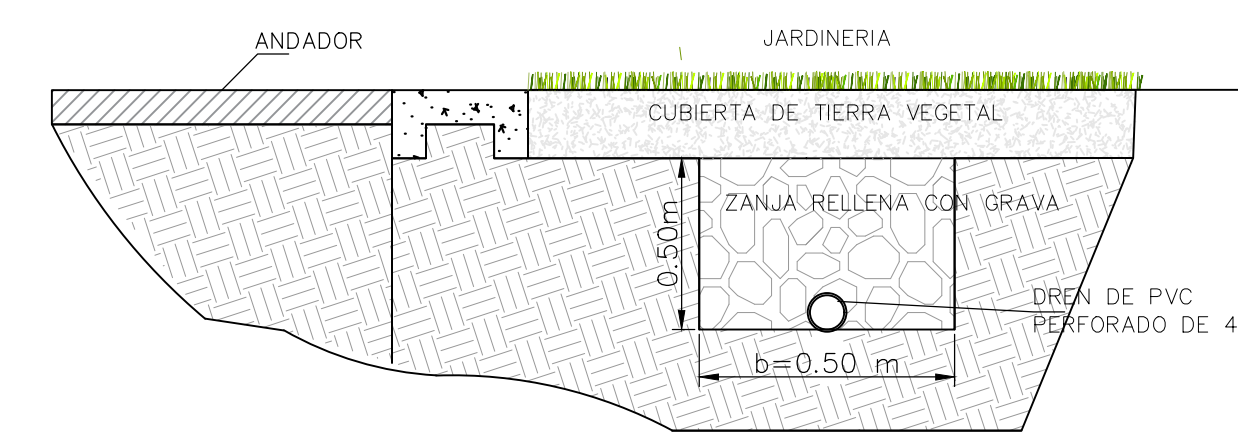 ANDADOR
JARDINERIA
CUBIERTA DE TIERRA VEGETAL
ZANJA RELLENA CON GRAVA
0.50m
DREN DE PVC
PERFORADO DE 4
b=0.50 m